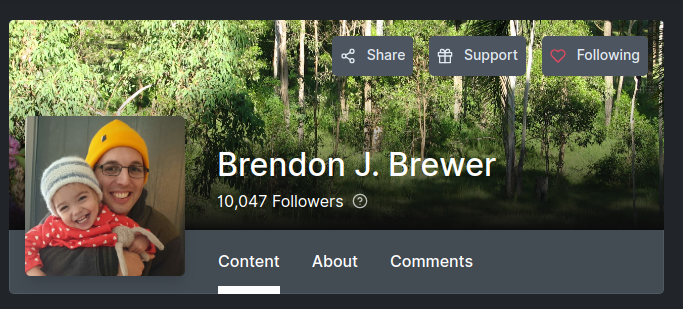 Share Support Following
Brendon J. Brewer
10,047 Followers
Content About Comments